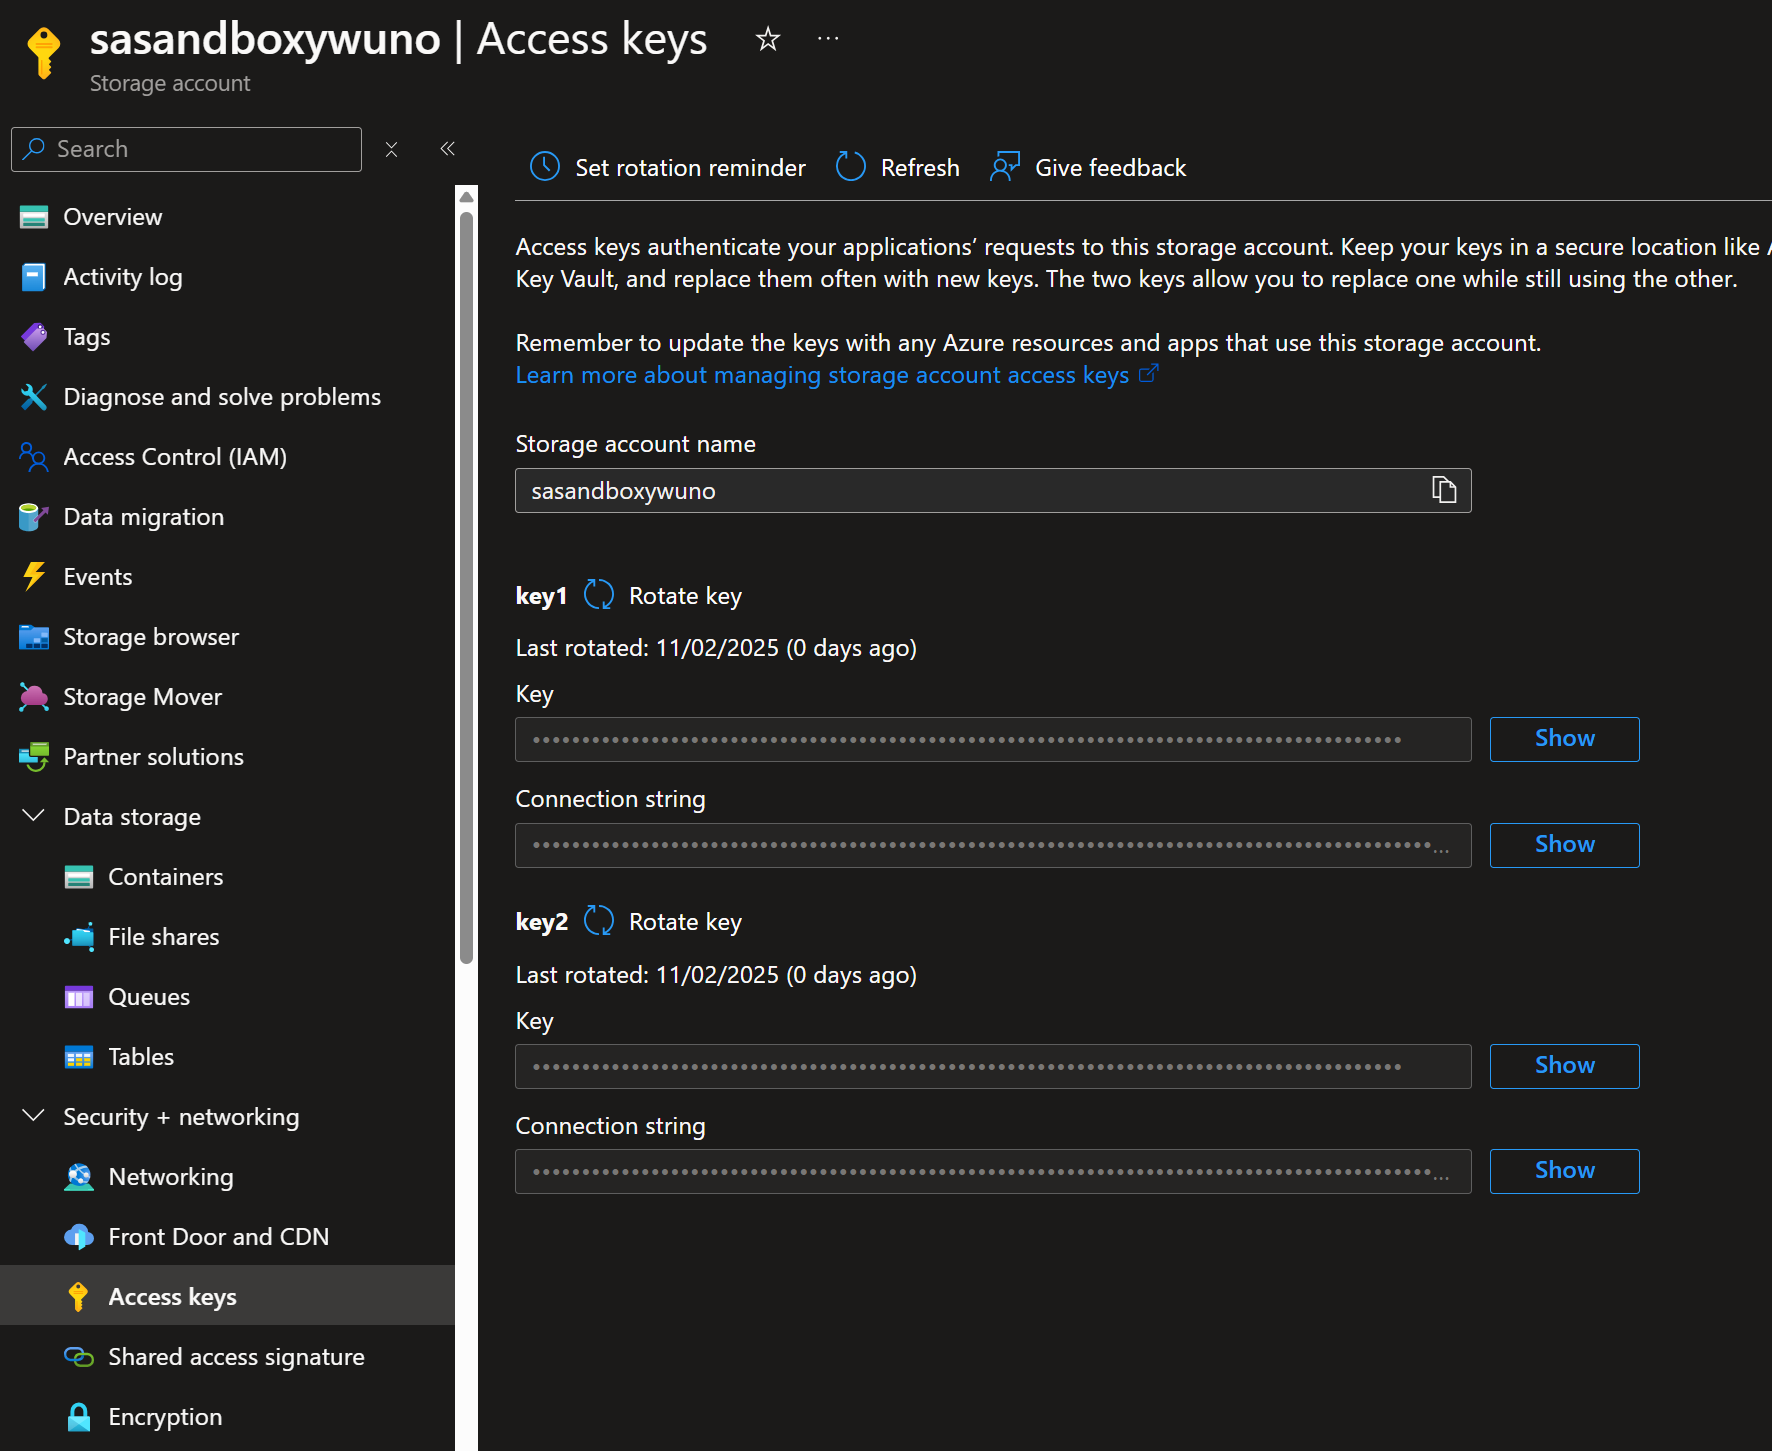 sasandboxywuno | Access keys
Storage account
Search
Overview
Activity log
Tags
Diagnose and solve problems
Access Control (IAM)
Data migration
Events
Storage browser
Storage Mover
Partner solutions
Data storage
Containers
File shares
Queues
Tables
Security + networking
Networking
Front Door and CDN
Access keys
Shared access signature
Encryption
Set rotation reminder Refresh Give feedback
Access keys authenticate your applications’ requests to this storage account. Keep your keys in a secure location like
Key Vault, and replace them often with new keys. The two keys allow you to replace one while still using the other.
Remember to update the keys with any Azure resources and apps that use this storage account.
Learn more about managing storage account access keys
Storage account name
sasandboxywuno
key1 Rotate key
Last rotated: 11/02/2025 (0 days ago)
Key
Show
Connection string
Show
key2 Rotate key
Last rotated: 11/02/2025 (0 days ago)
Key
Show
Connection string
Show